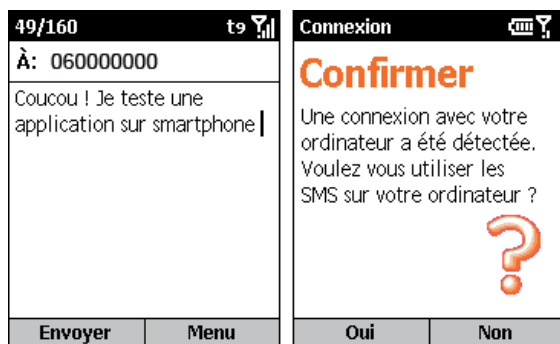 49/160 t9
À: 060000000
Coucou ! Je teste une
application sur smartphone
Envoyer Menu
Connexion
Confirmer
Une connexion avec votre
ordinateur a été détectée.
Voulez vous utiliser les
SMS sur votre ordinateur ?
Oui Non